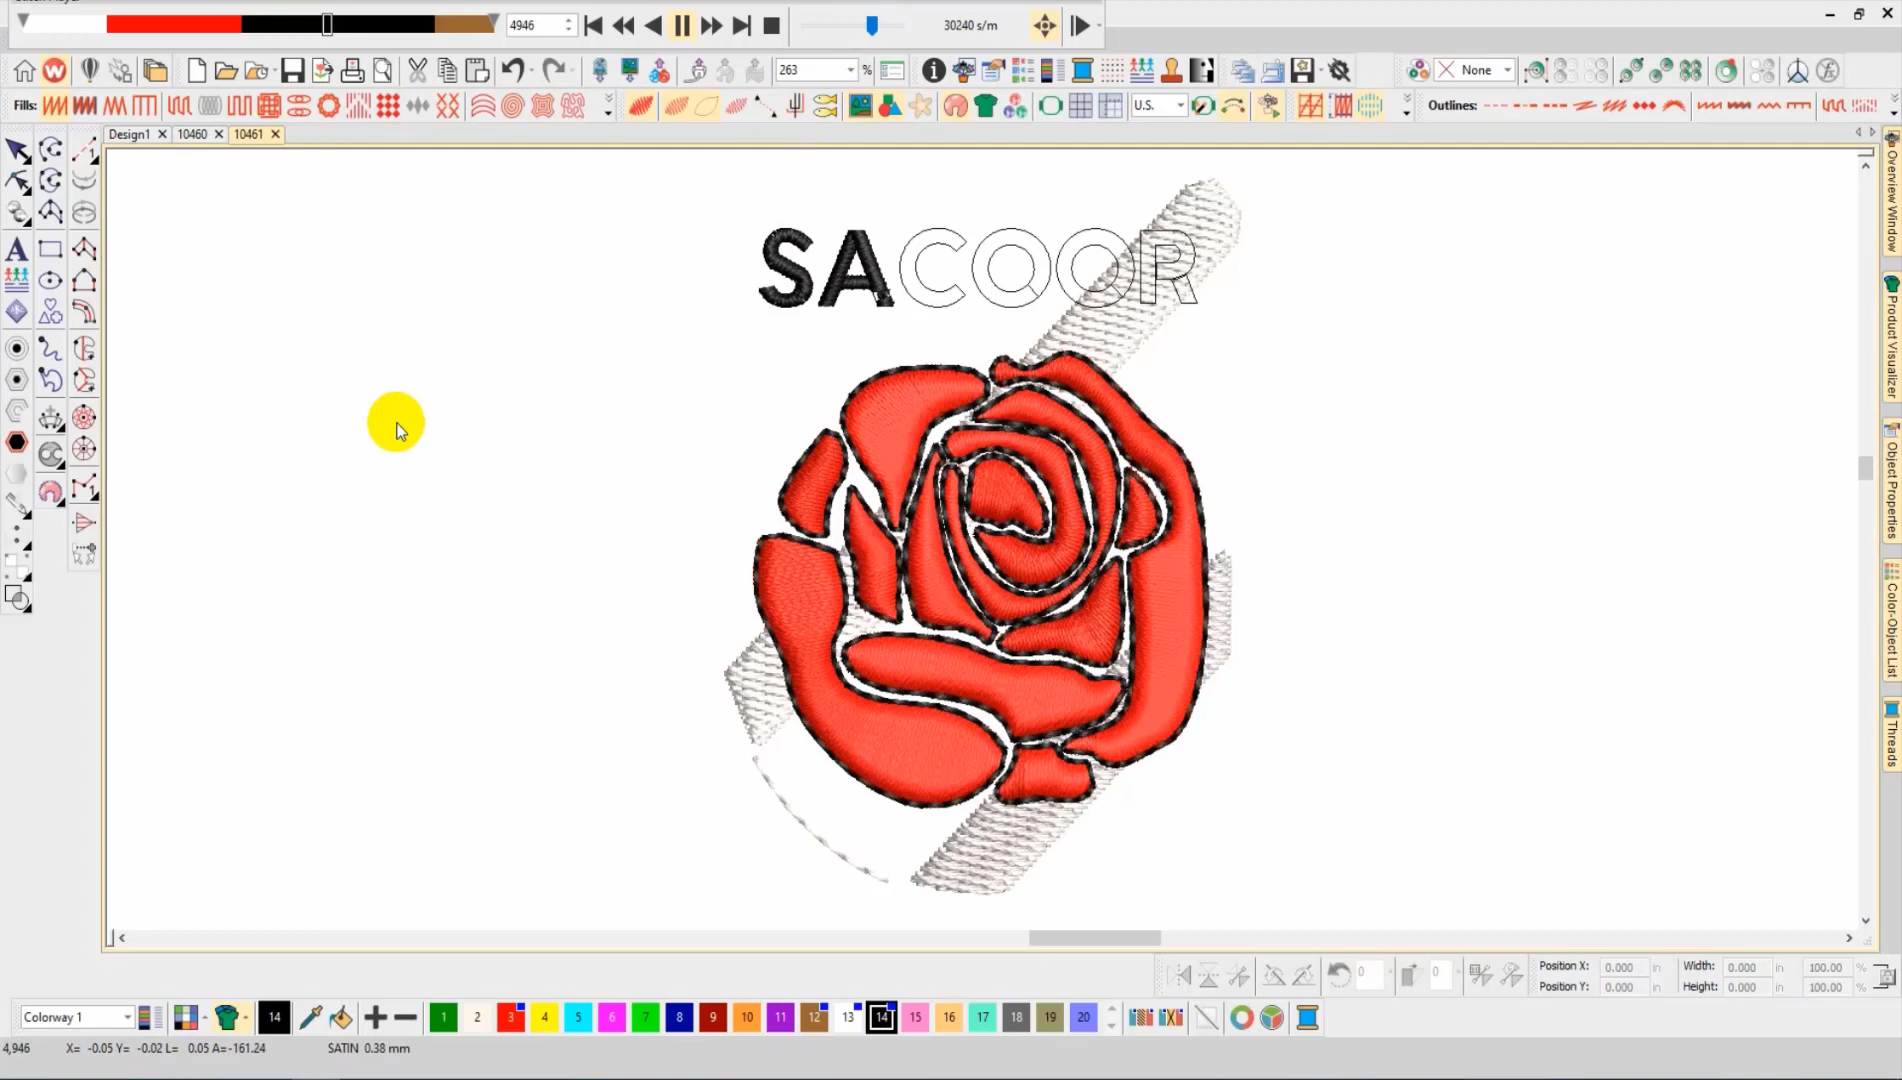 4946
30240 s/m
263 %
None
Fills:
U.S.
Outlines:
Design1
10460
10461
SACOOR
Overview Window
Product Visualizer
Object Properties
Color-Object List
Threads
0
0
Position X: 0.000 in Width: 0.000 in 100.00 %
Position Y: 0.000 in Height: 0.000 in 100.00 %
Colorway 1
14
1 2 3 4 5 6 7 8 9 10 11 12 13 14 15 16 17 18 19 20
4,946 X= -0.05 Y= -0.02 L= 0.05 A=-161.24 SATIN 0.38 mm